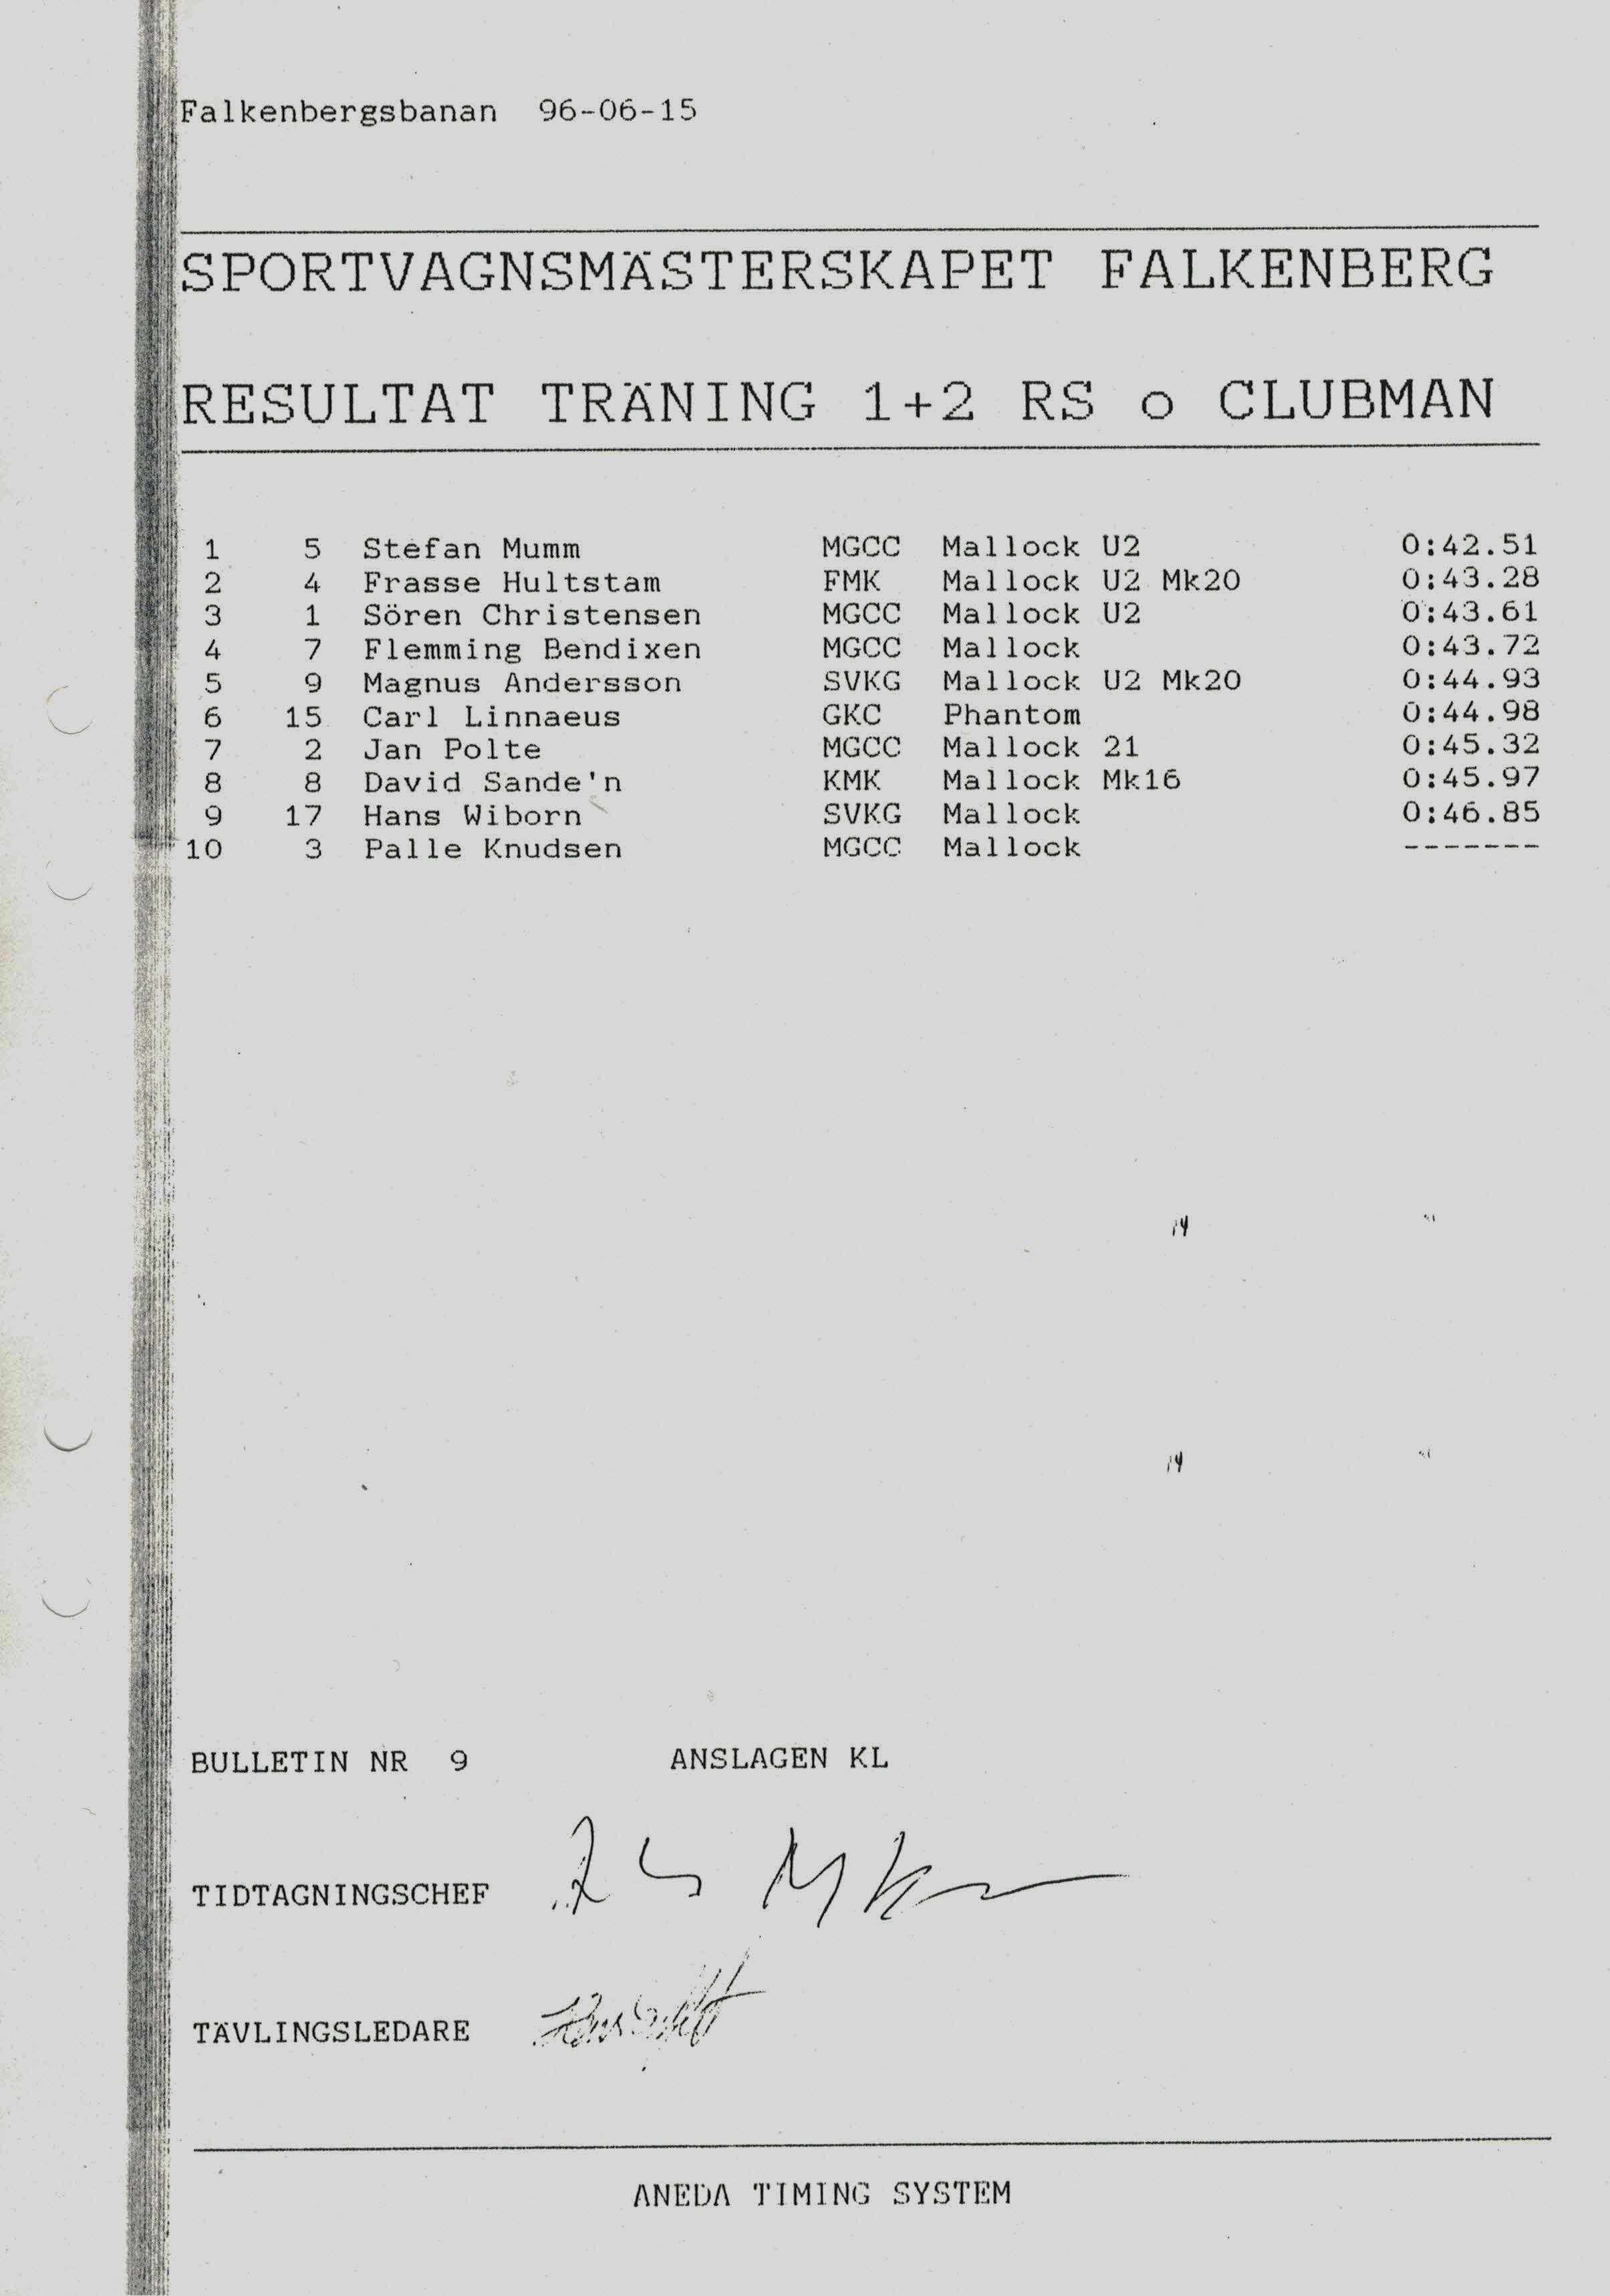 Falkenbergsbanan 96-06-15
SPORTVAGNSMÄSTERSKAPET FALKENBERG
RESULTAT TRÄNING 1+2 RS o CLUBMAN
1 5 Stefan Mumm MGCC Mallock U2 0:42.51
2 4 Frasse Hultstam FMK Mallock U2 Mk20 0:43.28
3 1 Sören Christensen MGCC Mallock U2 0:43.61
4 7 Flemming Bendixen MGCC Mallock 0:43.72
5 9 Magnus Andersson SVKG Mallock U2 Mk20 0:44.93
6 15 Carl Linnaeus GKC Phantom 0:44.98
7 2 Jan Polte MGCC Mallock 21 0:45.32
8 8 David Sande'n KMK Mallock Mk16 0:45.97
9 17 Hans Wiborn SVKG Mallock 0:46.85
10 3 Palle Knudsen MGCC Mallock -------
BULLETIN NR 9 ANSLAGEN KL
TIDTAGNINGSCHEF
TÄVLINGSLEDARE
ANEDA TIMING SYSTEM